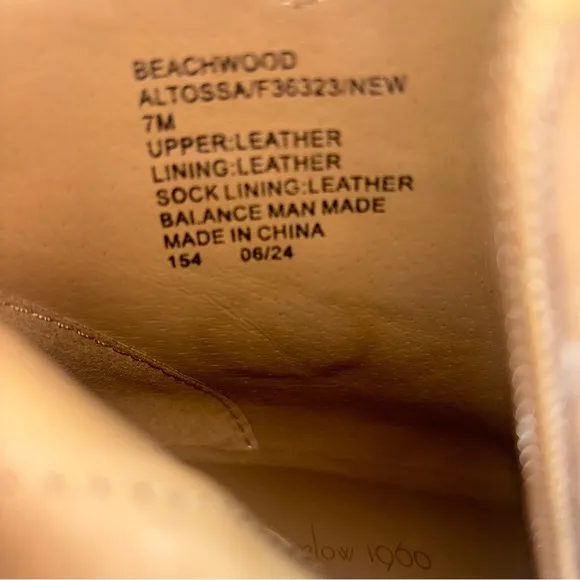 BEACHWOOD
ALTOSSA/F36323/NEW
7M
UPPER:LEATHER
LINING:LEATHER
SOCK LINING:LEATHER
BALANCE MAN MADE
MADE IN CHINA
154 06/24
1960